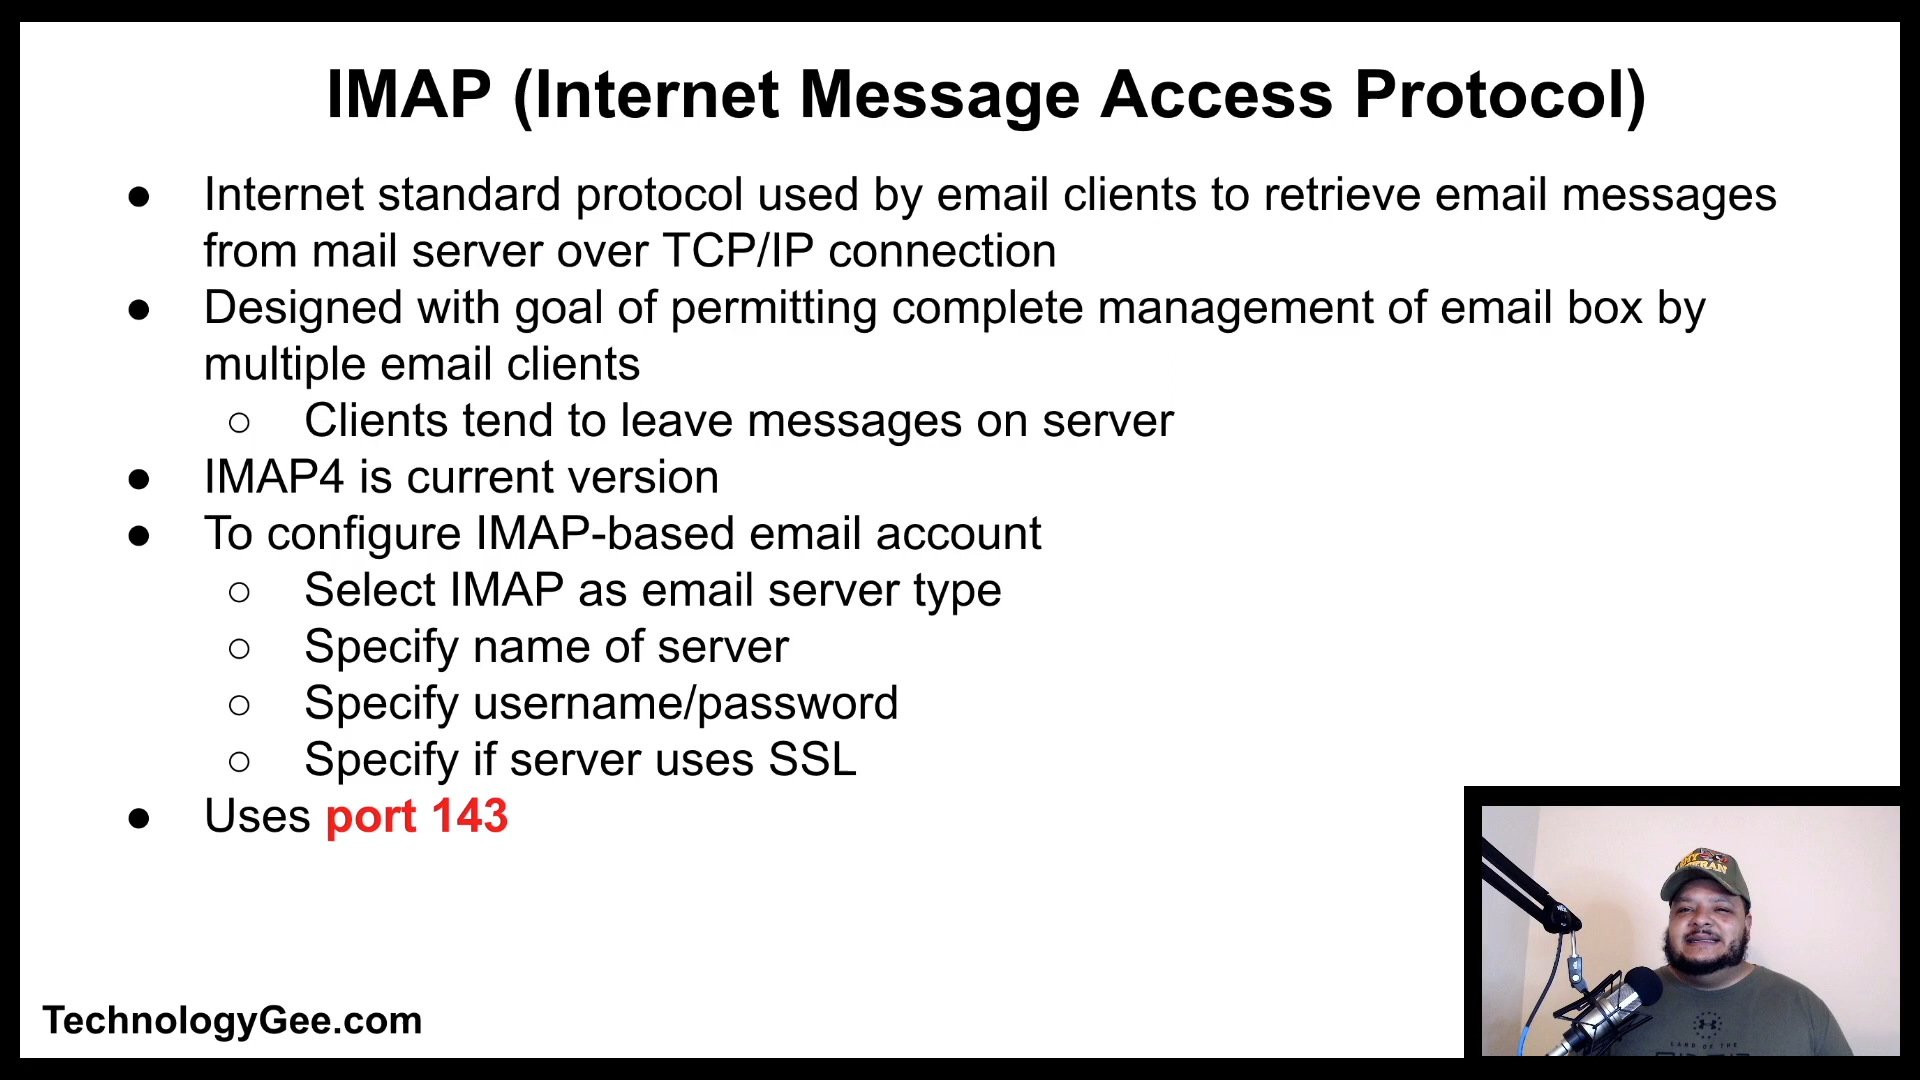 IMAP (Internet Message Access Protocol)
● Internet standard protocol used by email clients to retrieve email messages
from mail server over TCP/IP connection
● Designed with goal of permitting complete management of email box by
multiple email clients
○ Clients tend to leave messages on server
● IMAP4 is current version
● To configure IMAP-based email account
○ Select IMAP as email server type
○ Specify name of server
○ Specify username/password
○ Specify if server uses SSL
● Uses port 143
TechnologyGee.com
LAND OF THE